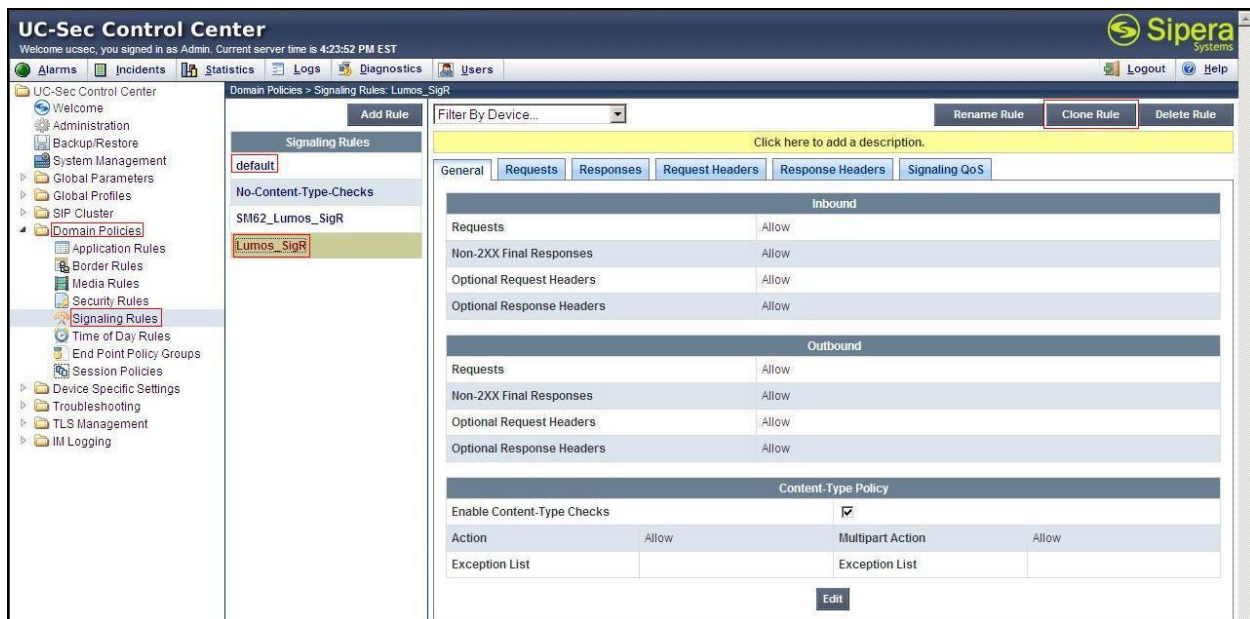 UC-Sec Control Center
Welcome ucsec, you signed in as Admin. Current server time is 4:23:52 PM EST
Sipera
Systems
Alarms Incidents Statistics Logs Diagnostics Users Logout Help
UC-Sec Control Center
Welcome
Administration
Backup/Restore
System Management
Global Parameters
Global Profiles
SIP Cluster
Domain Policies
Application Rules
Border Rules
Media Rules
Security Rules
Signaling Rules
Time of Day Rules
End Point Policy Groups
Session Policies
Device Specific Settings
Troubleshooting
TLS Management
IM Logging
Domain Policies > Signaling Rules: Lumos_SigR
Add Rule
Signaling Rules
default
No-Content-Type-Checks
SM62_Lumos_SigR
Lumos_SigR
Filter By Device...
Rename Rule Clone Rule Delete Rule
Click here to add a description.
General Requests Responses Request Headers Response Headers Signaling QoS
Inbound
Requests Allow
Non-2XX Final Responses Allow
Optional Request Headers Allow
Optional Response Headers Allow
Outbound
Requests Allow
Non-2XX Final Responses Allow
Optional Request Headers Allow
Optional Response Headers Allow
Content-Type Policy
Enable Content-Type Checks
Action Allow Multipart Action Allow
Exception List Exception List
Edit